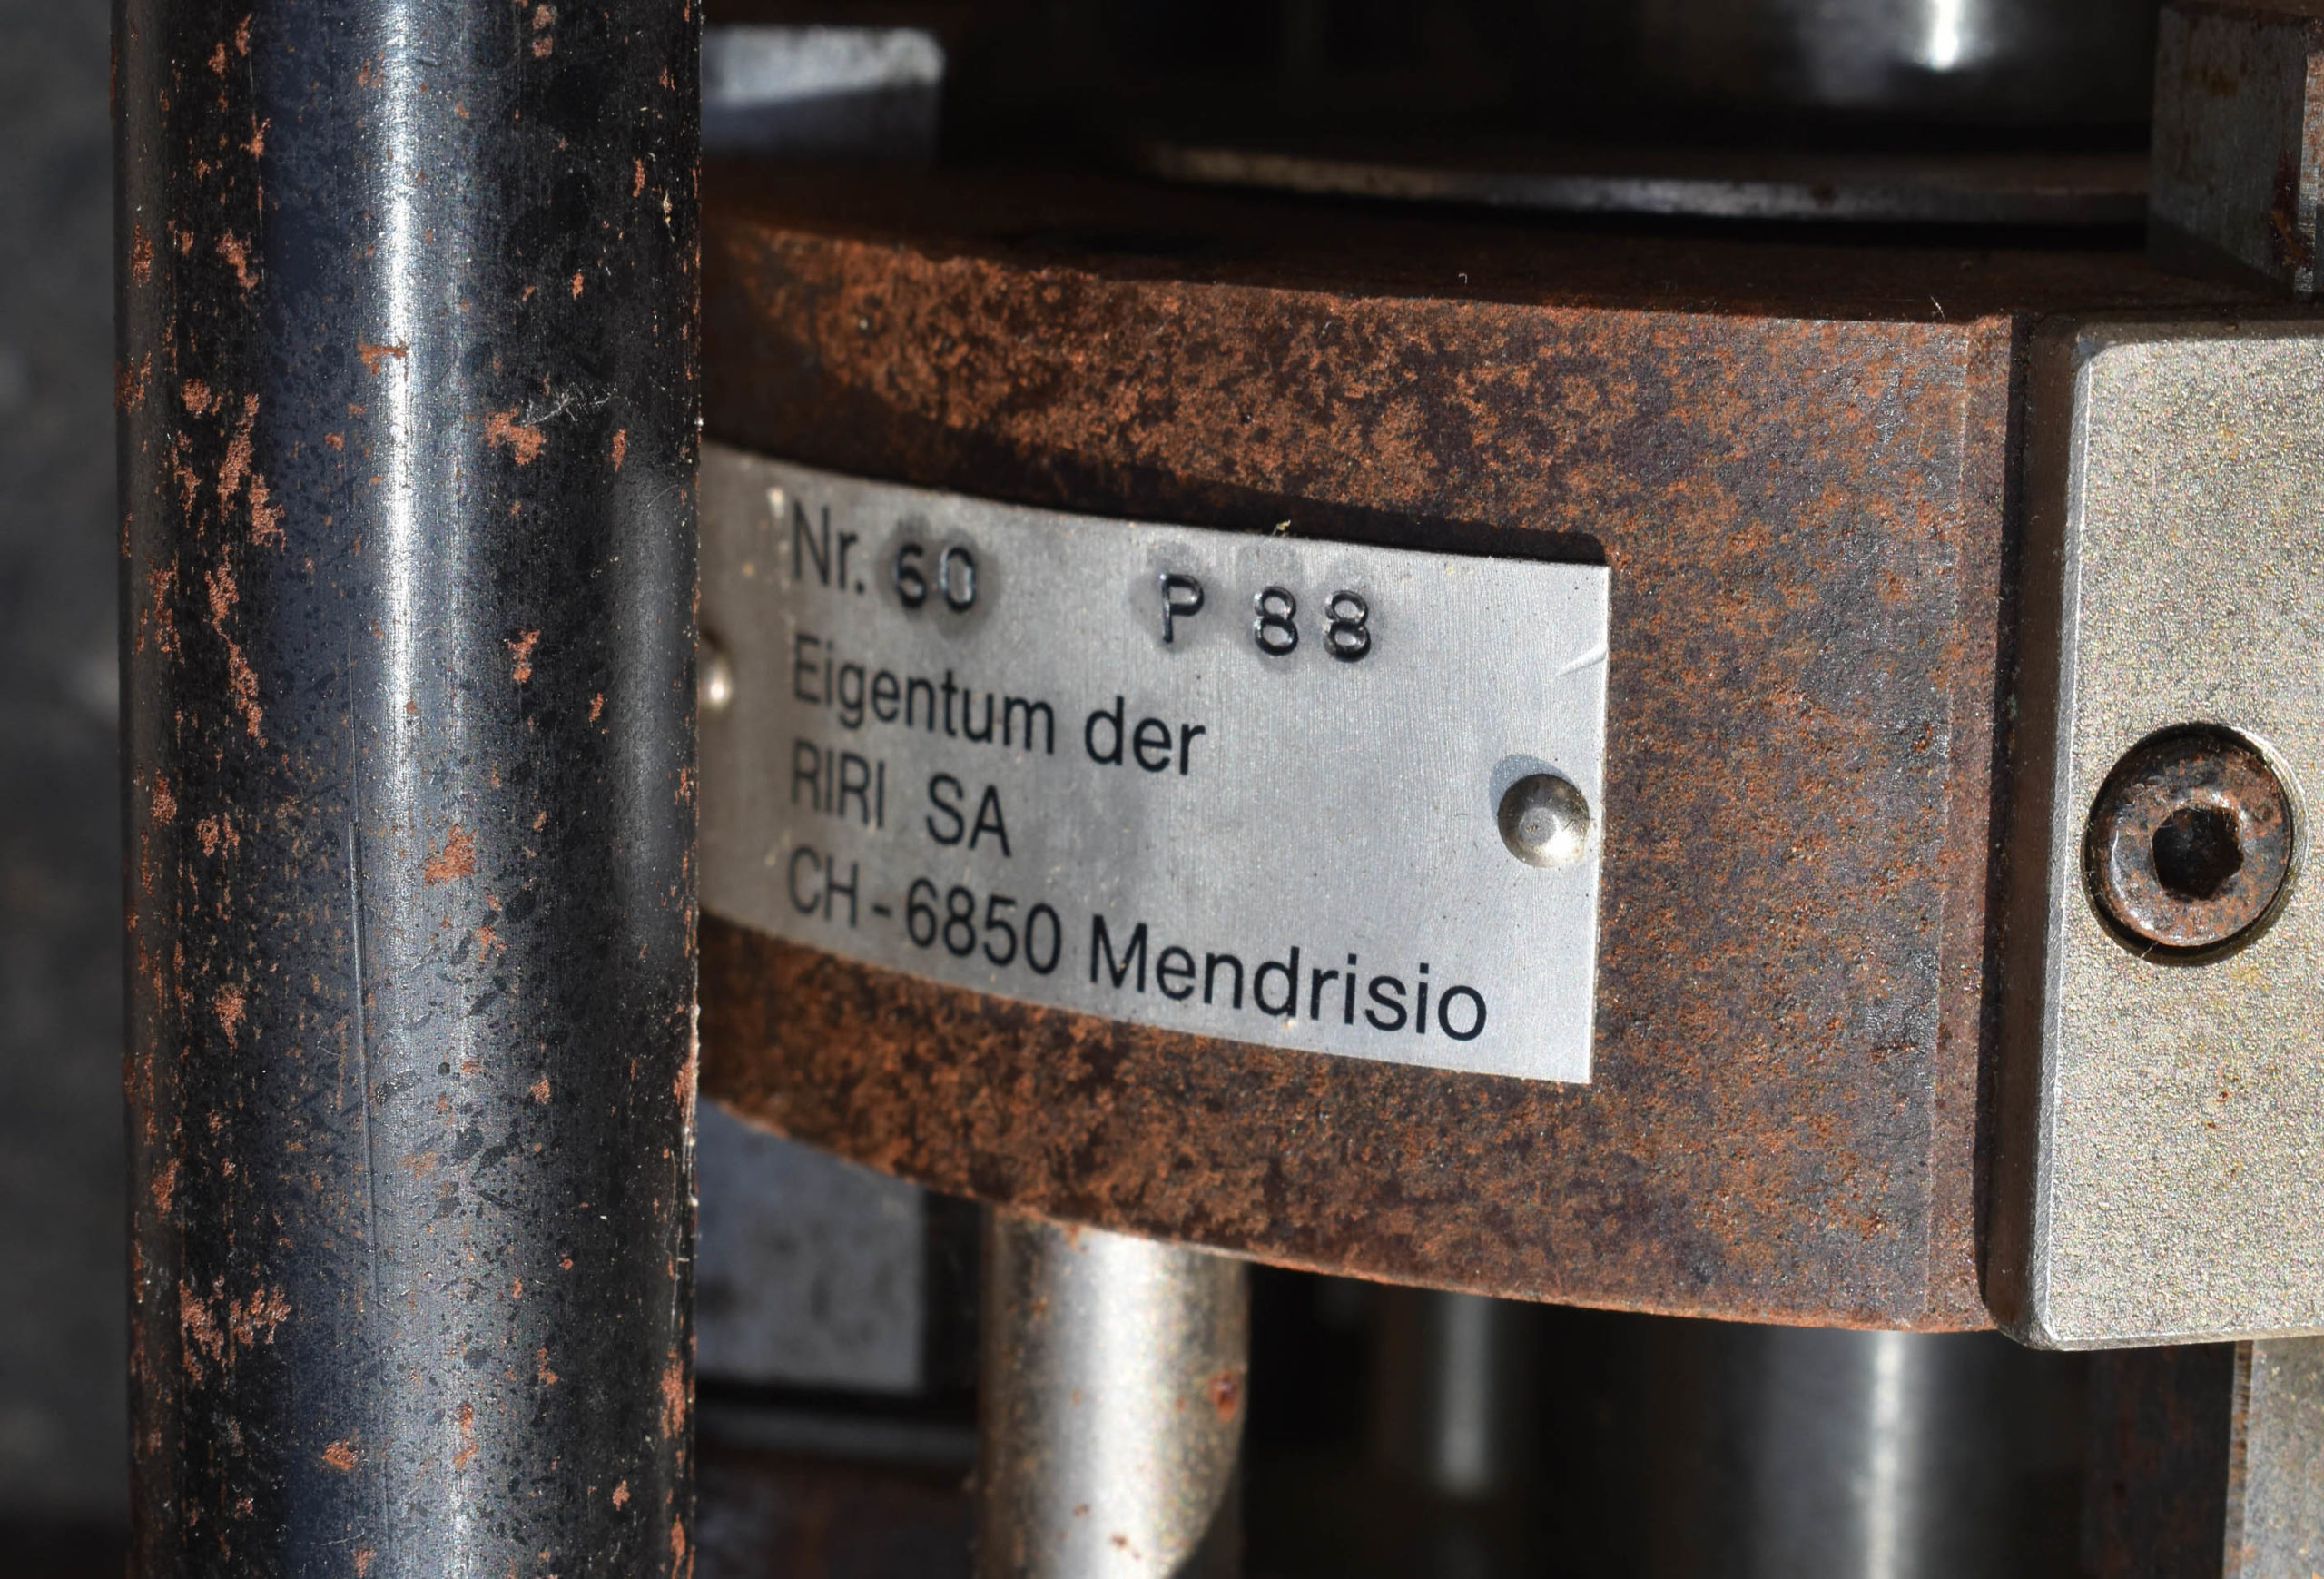 Nr. 60 P 88
Eigentum der
RIRI SA
CH-6850 Mendrisio